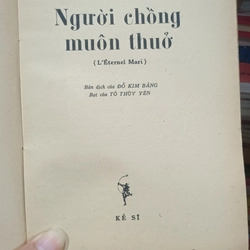 Người chồng
muôn thuở
( L'Éternel Mari )
Bản dịch của ĐỖ KIM BẢNG
Bạt của TÔ THÙY YÊN
KẺ SĨ